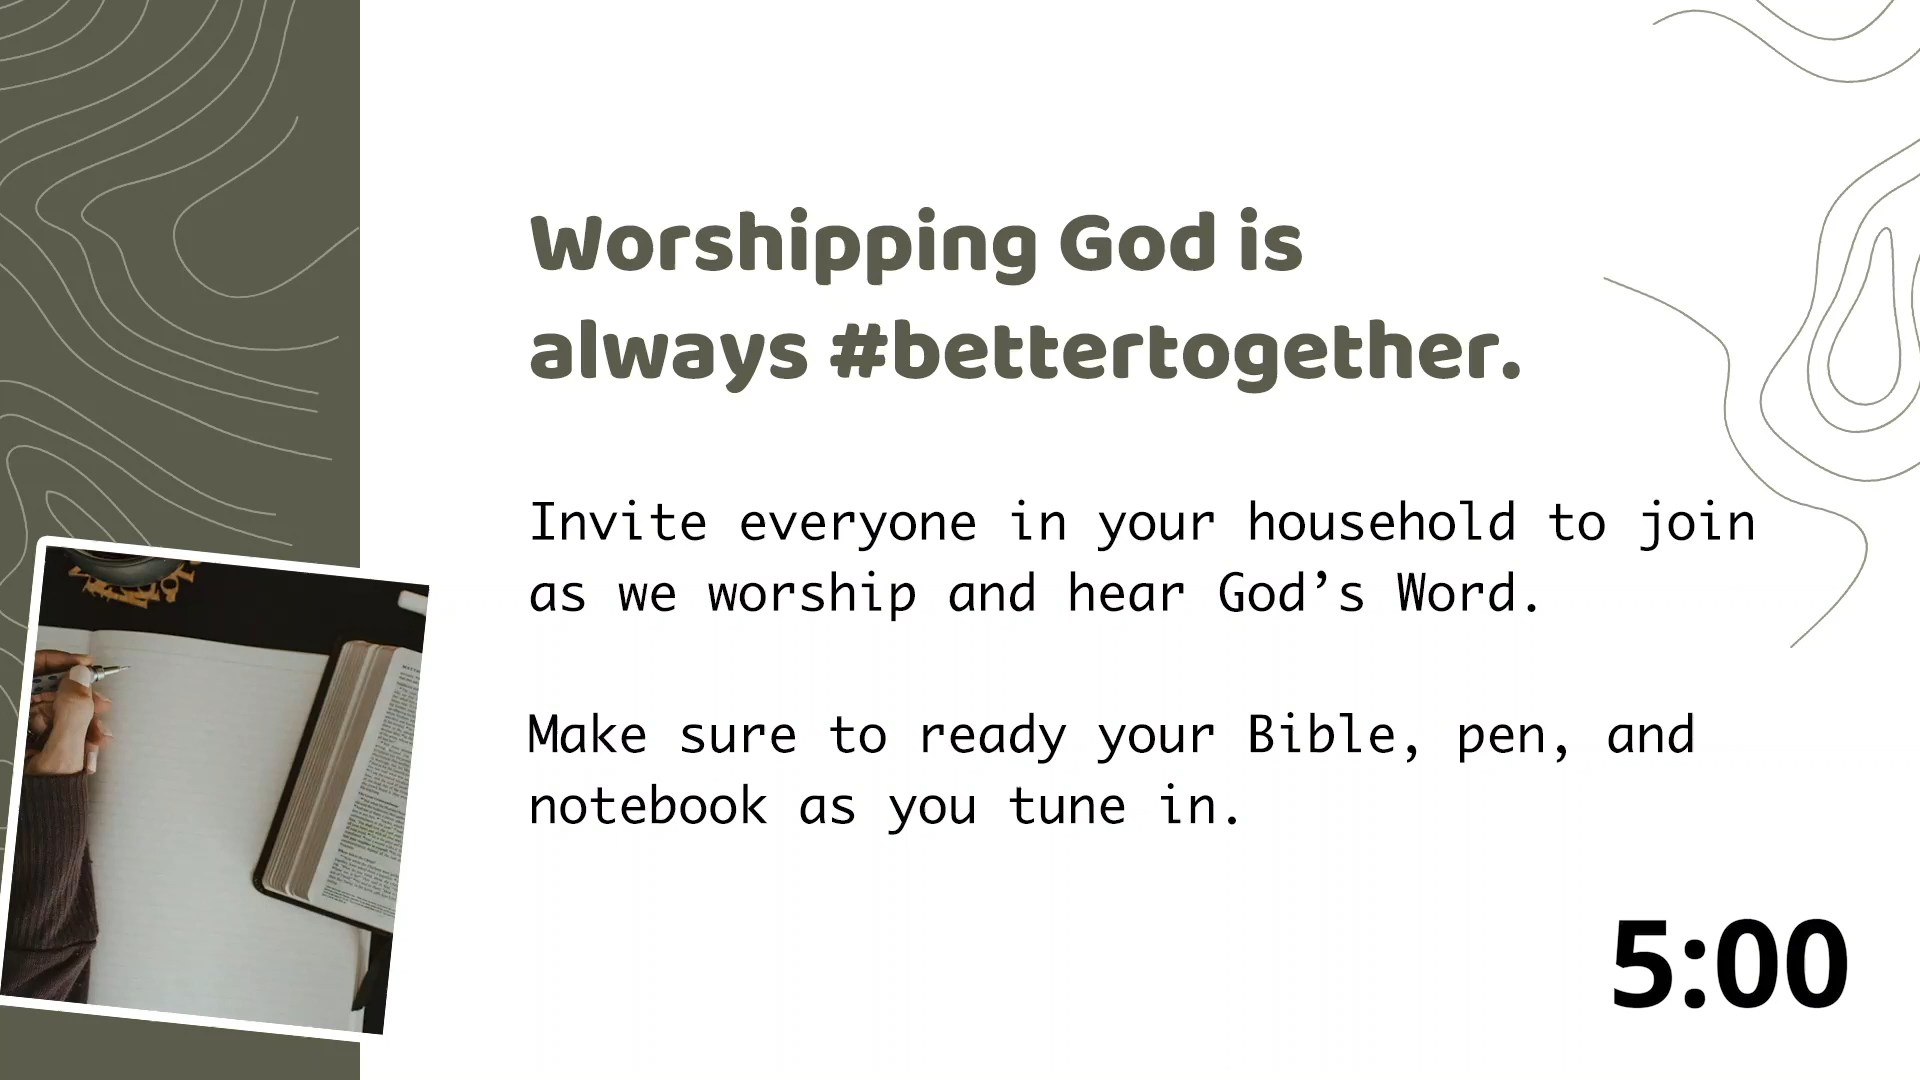 Worshipping God is
always #bettertogether.
Invite everyone in your household to join
as we worship and hear God’s Word.
Make sure to ready your Bible, pen, and
notebook as you tune in.
5:00